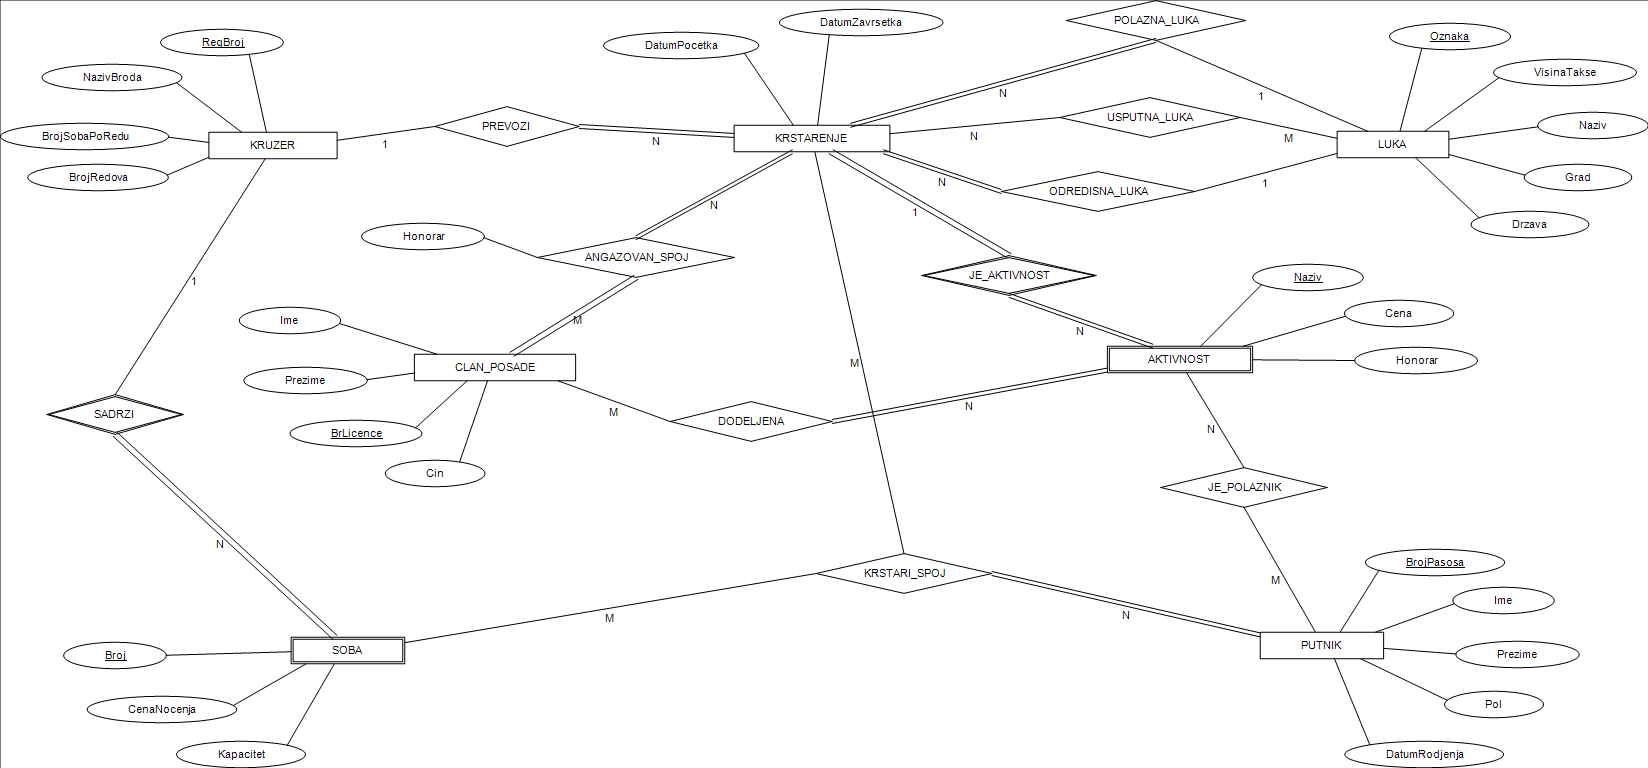 DatumZavrsetka
POLAZNA_LUKA
RegBroj
DatumPocetka
Oznaka
NazivBroda
VisinaTakse
N
1
BrojSobaPoRedu
PREVOZI
KRSTARENJE
USPUTNA_LUKA
Naziv
KRUZER
1
N
N
M
LUKA
BrojRedova
N
ODREDISNA_LUKA
1
Grad
N
1
Drzava
Honorar
ANGAZOVAN_SPOJ
JE_AKTIVNOST
Naziv
1
Ime
M
N
Cena
CLAN_POSADE
M
AKTIVNOST
Honorar
Prezime
SADRZI
M
DODELJENA
N
BrLicence
N
Cin
JE_POLAZNIK
N
KRSTARI_SPOJ
BrojPasosa
M
Ime
M
N
Broj
SOBA
PUTNIK
Prezime
CenaNocenja
Pol
Kapacitet
DatumRodjenja